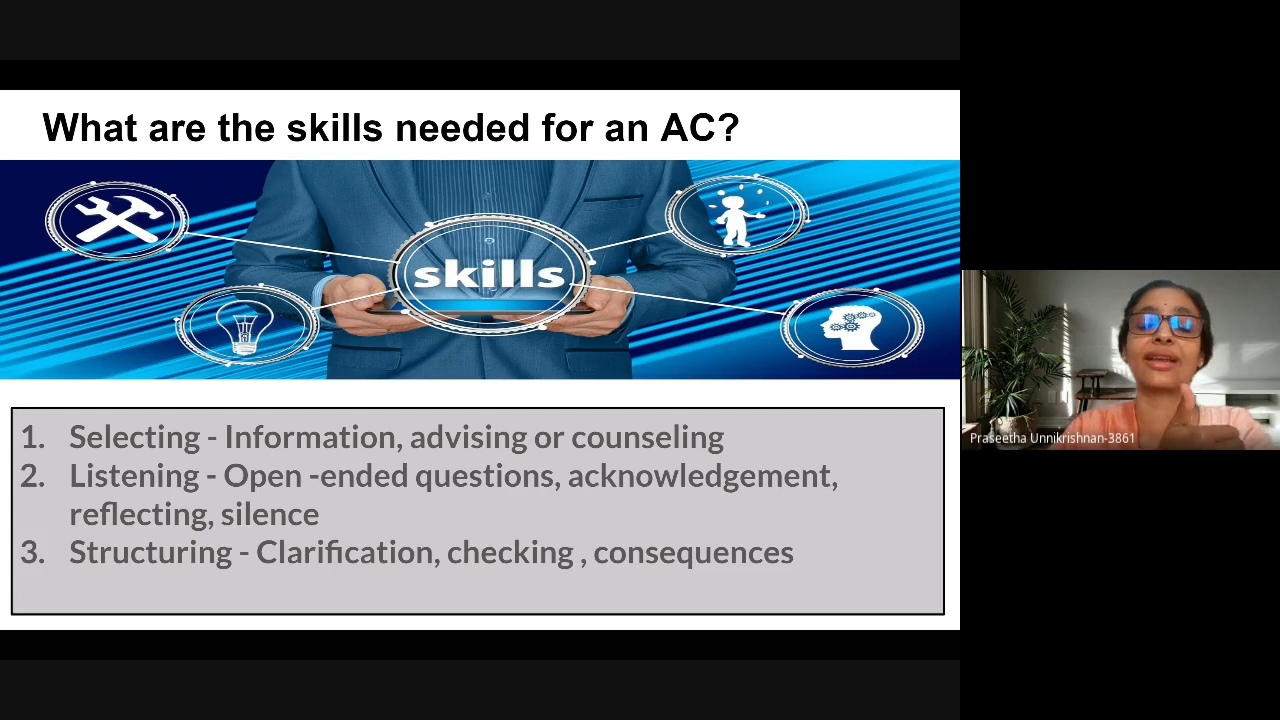 What are the skills needed for an AC?
skills
1. Selecting - Information, advising or counseling
2. Listening - Open -ended questions, acknowledgement,
reflecting, silence
3. Structuring - Clarification, checking , consequences
Praseetha Unnikrishnan-3861